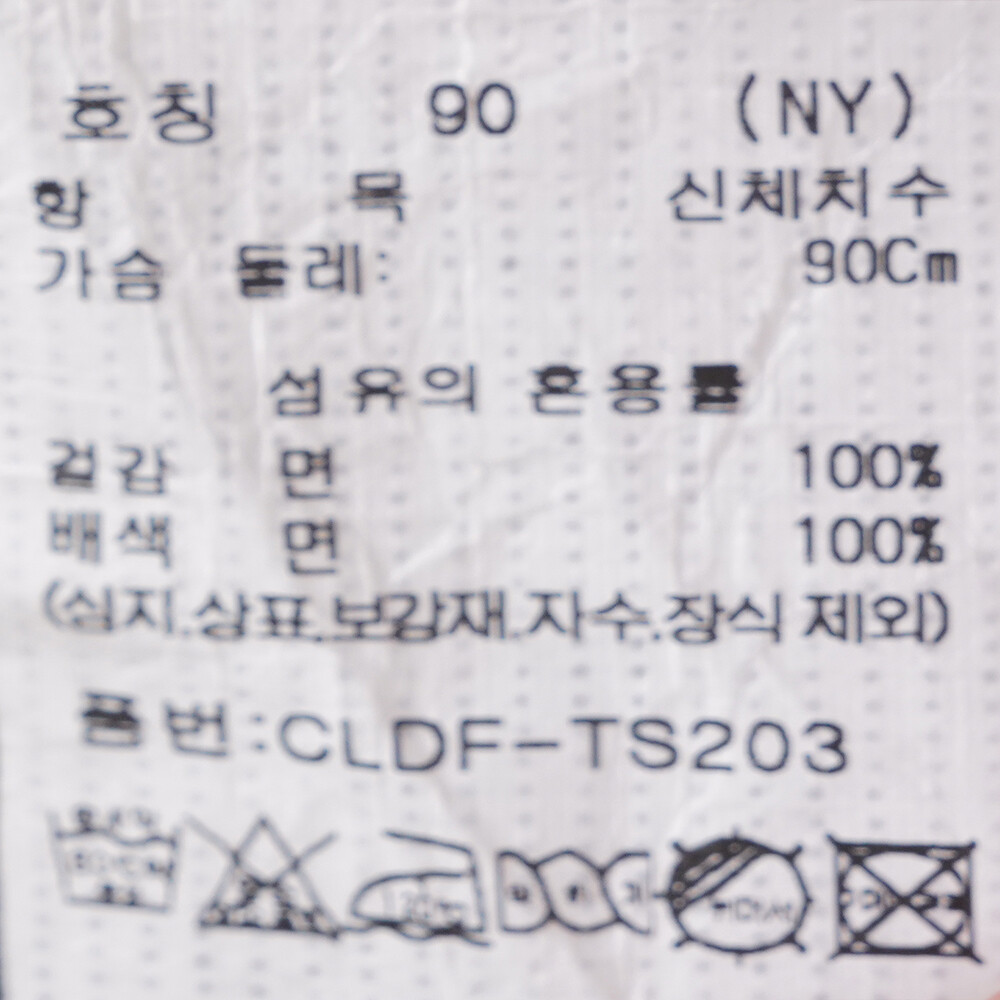 호칭 90 (NY)
항 목 신체치수
가슴 둘레: 90Cm
섬유의 혼용률
겉감 면 100%
배색 면 100%
(심지.상표.보강재.자수.장식 제외)
품번:CLDF-TS203